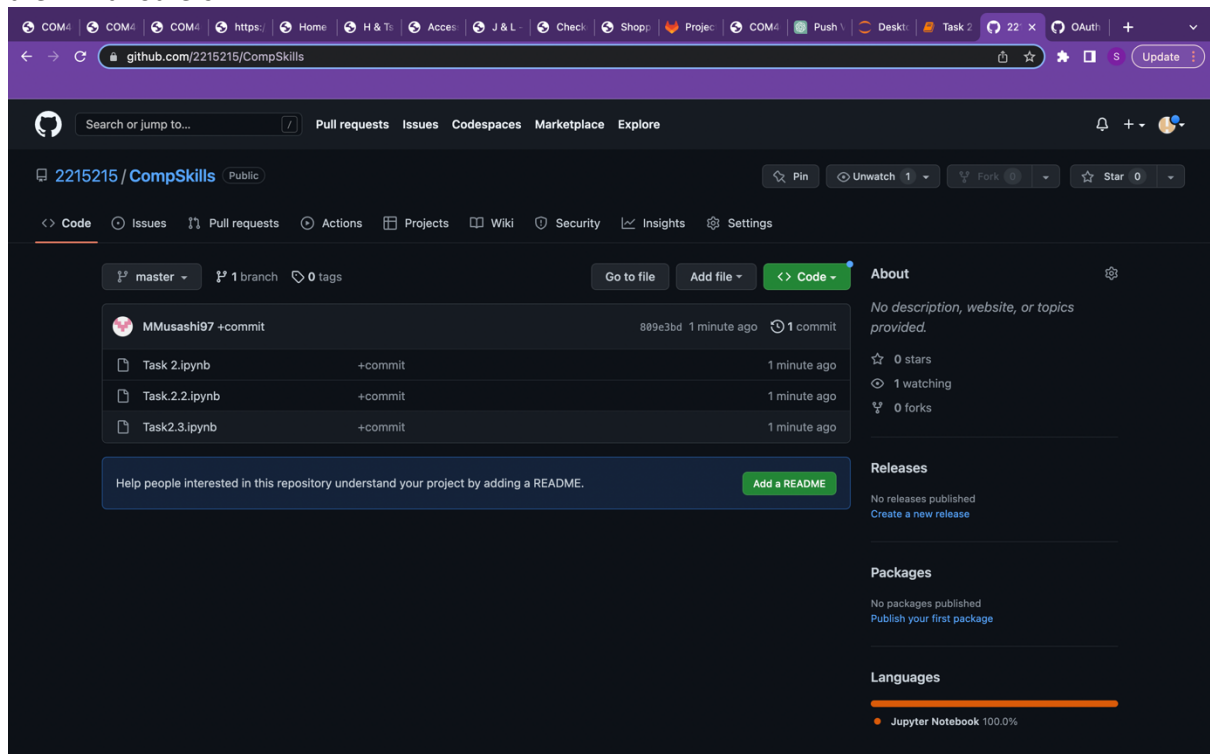 COM4 COM4 COM4 https:/ Home H & Ts Acces J & L - Check Shopp Projec COM4 Push \ Deskto Task 2 22 OAuth
github.com/2215215/CompSkills S Update
Search or jump to... / Pull requests Issues Codespaces Marketplace Explore
2215215 / CompSkills Public Pin Unwatch 1 Fork 0 Star 0
<> Code Issues Pull requests Actions Projects Wiki Security Insights Settings
master 1 branch 0 tags Go to file Add file <> Code
MMusashi97 +commit 809e3bd 1 minute ago 1 commit
Task 2.ipynb +commit 1 minute ago
Task.2.2.ipynb +commit 1 minute ago
Task2.3.ipynb +commit 1 minute ago
Help people interested in this repository understand your project by adding a README. Add a README
About
No description, website, or topics
provided.
0 stars
1 watching
0 forks
Releases
No releases published
Create a new release
Packages
No packages published
Publish your first package
Languages
Jupyter Notebook 100.0%